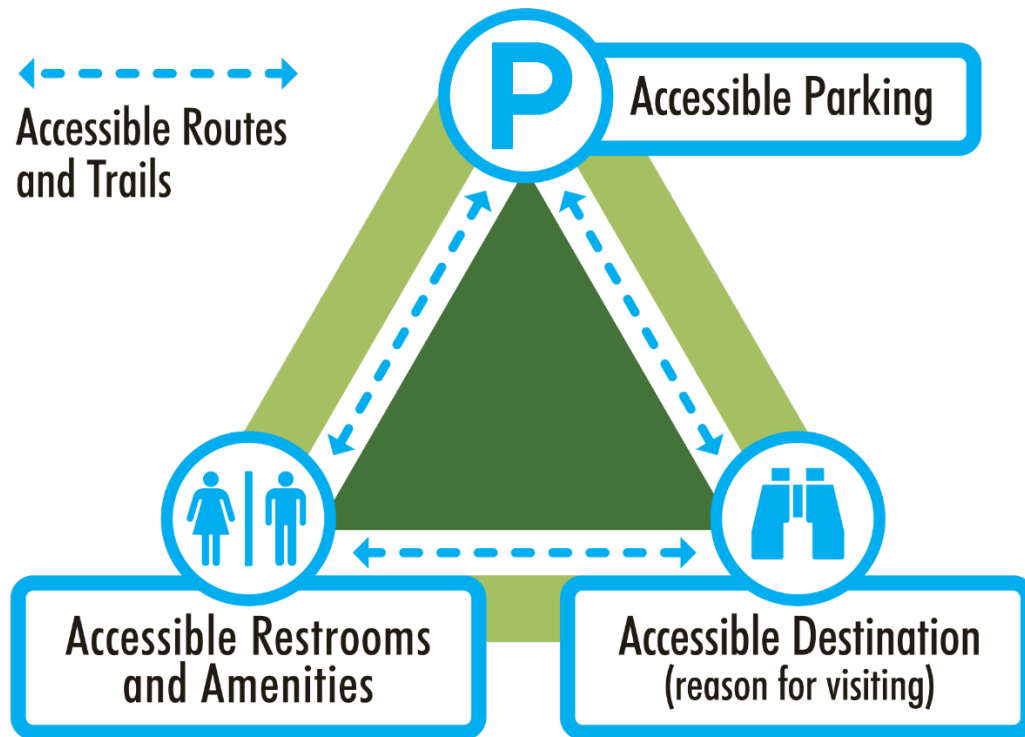 P
Accessible Parking
Accessible Routes
and Trails
Accessible Restrooms
and Amenities
Accessible Destination
(reason for visiting)